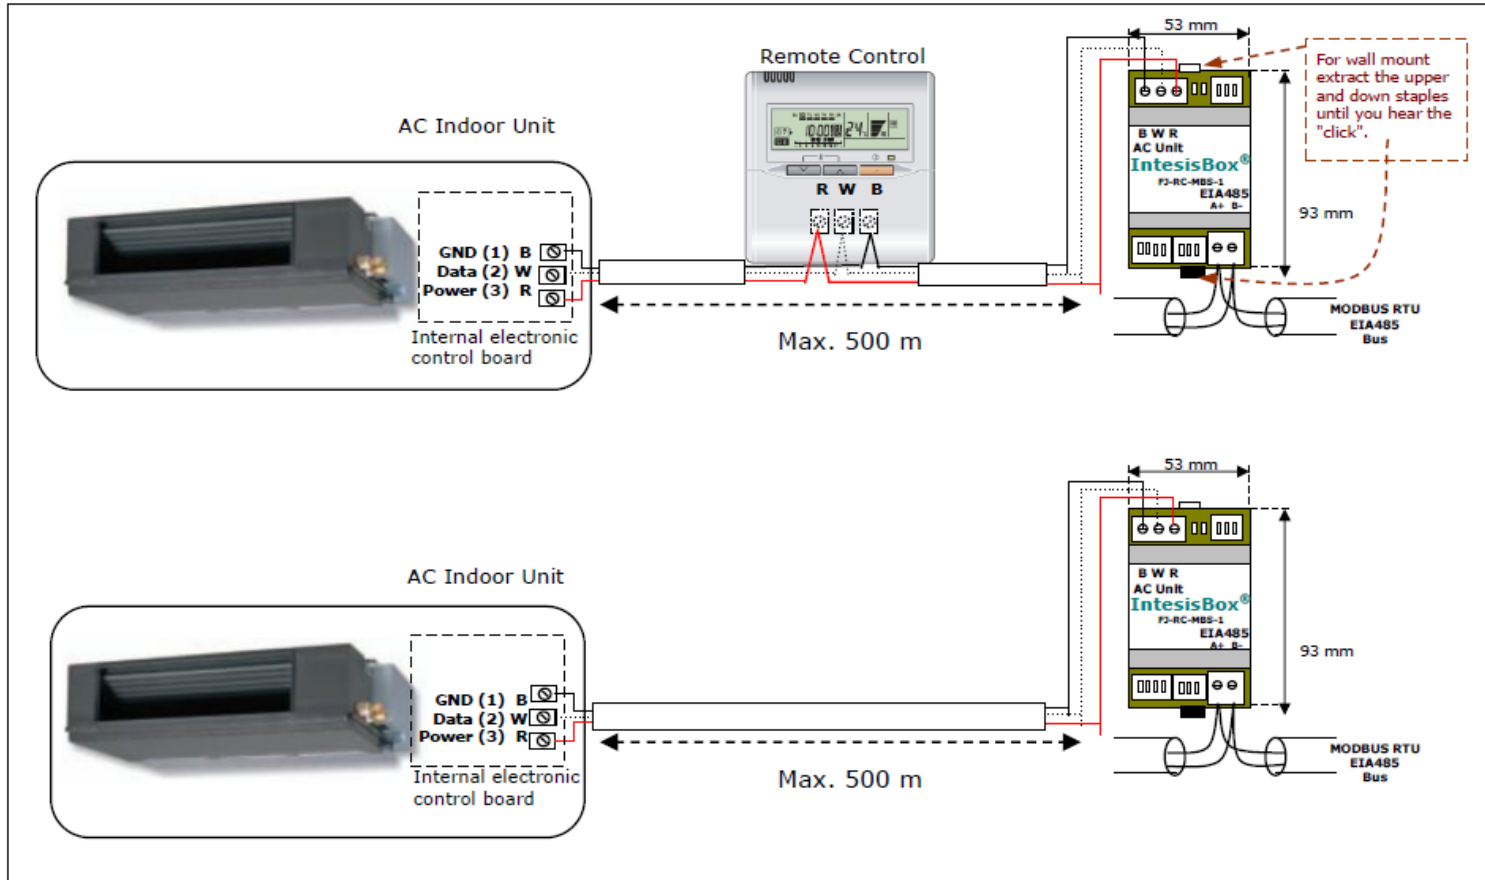 53 mm
Remote Control
For wall mount
extract the upper
and down staples
until you hear the
"click".
AC Indoor Unit
B W R
AC Unit
IntesisBox®
FJ-RC-MBS-1
EIA485
A+ B-
93 mm
R W B
GND (1) B
Data (2) W
Power (3) R
Internal electronic
control board
Max. 500 m
MODBUS RTU
EIA485
Bus
53 mm
AC Indoor Unit
B W R
AC Unit
IntesisBox®
FJ-RC-MBS-1
EIA485
A+ B-
93 mm
GND (1) B
Data (2) W
Power (3) R
Internal electronic
control board
Max. 500 m
MODBUS RTU
EIA485
Bus